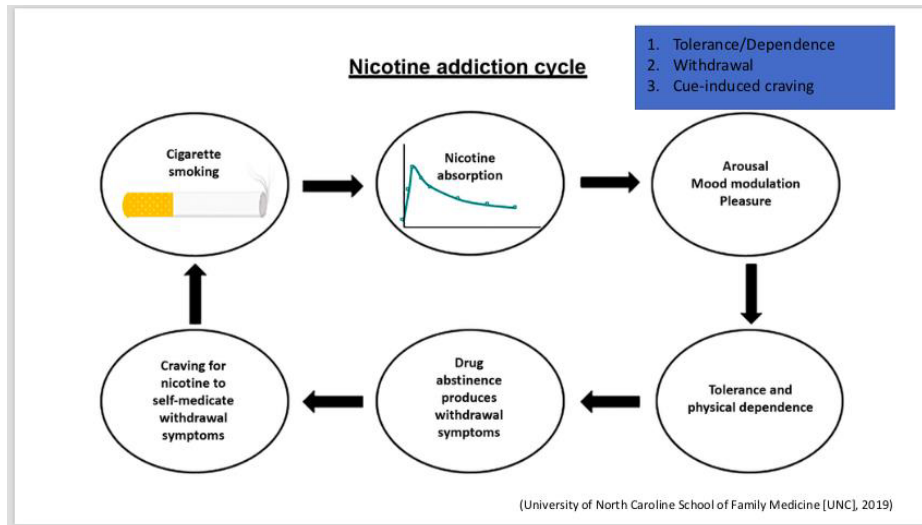 Nicotine addiction cycle
1. Tolerance/Dependence
2. Withdrawal
3. Cue-induced craving
Cigarette
smoking
Nicotine
absorption
Arousal
Mood modulation
Pleasure
Tolerance and
physical dependence
Drug
abstinence
produces
withdrawal
symptoms
Craving for
nicotine to
self-medicate
withdrawal
symptoms
(University of North Caroline School of Family Medicine [UNC], 2019)